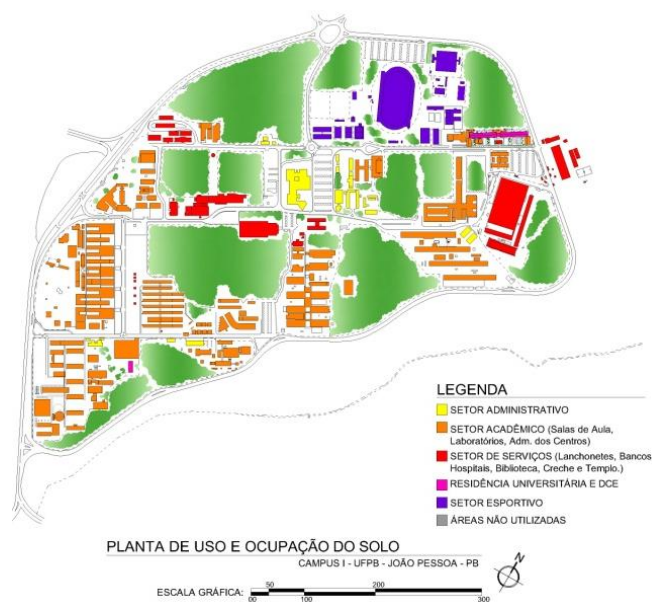 LEGENDA
SETOR ADMINISTRATIVO
SETOR ACADÊMICO (Salas de Aula,
Laboratórios, Adm. dos Centros)
SETOR DE SERVIÇOS (Lanchonetes, Bancos
Hospitais, Biblioteca, Creche e Templo.)
RESIDÊNCIA UNIVERSITÁRIA E DCE
SETOR ESPORTIVO
ÁREAS NÃO UTILIZADAS
PLANTA DE USO E OCUPAÇÃO DO SOLO
CAMPUS I - UFPB - JOÃO PESSOA - PB
N
50 200
ESCALA GRÁFICA:
00 100 300